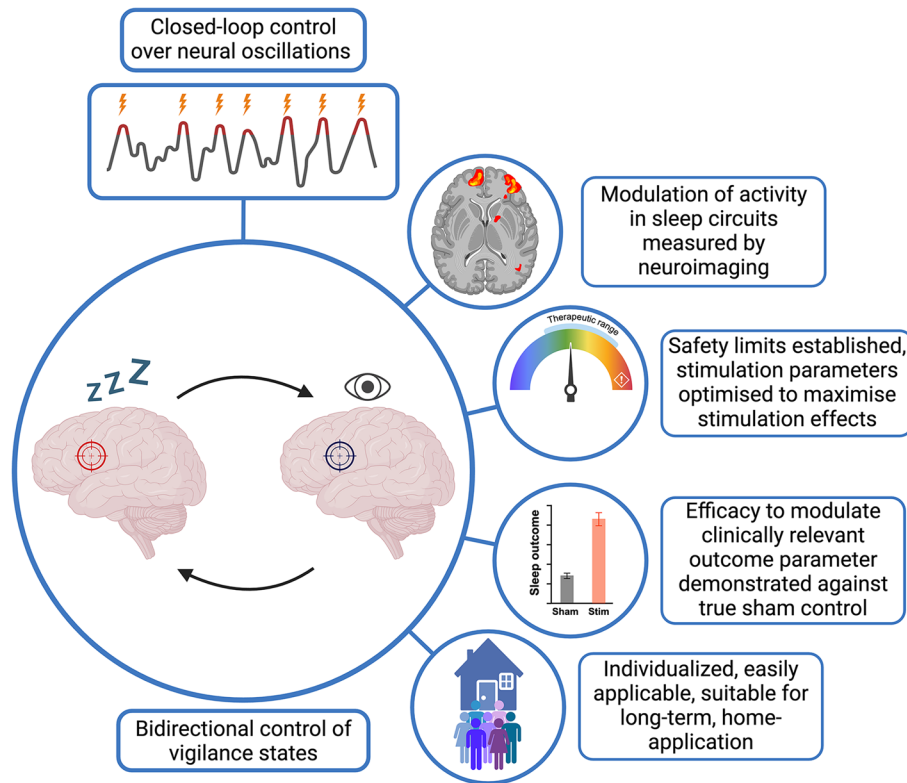 Closed-loop control
over neural oscillations
Modulation of activity
in sleep circuits
measured by
neuroimaging
Therapeutic range
!
Safety limits established,
stimulation parameters
optimised to maximise
stimulation effects
z z Z
Sleep outcome
Sham Stim
Efficacy to modulate
clinically relevant
outcome parameter
demonstrated against
true sham control
Individualized, easily
applicable, suitable for
long-term, home-
application
Bidirectional control of
vigilance states